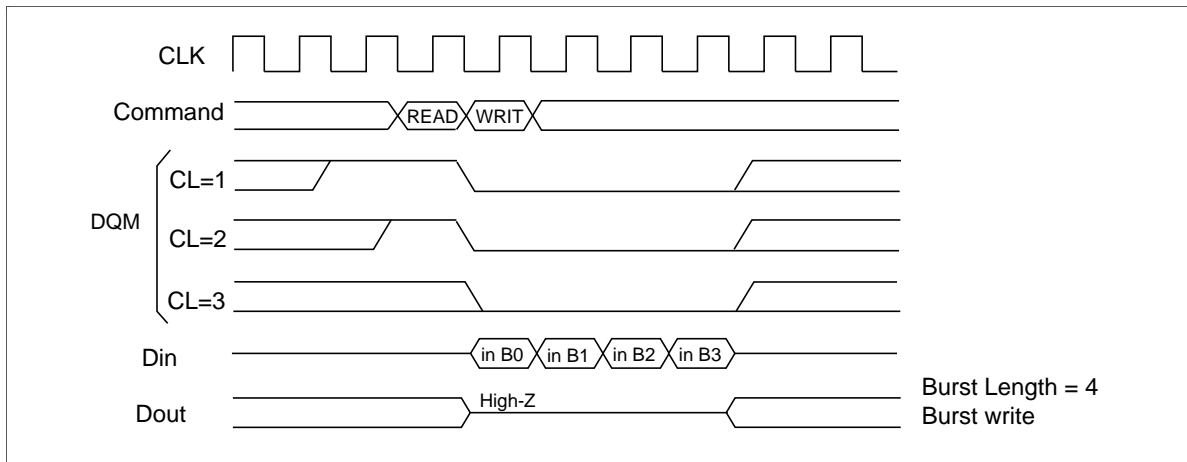 CLK
Command
READ WRIT
CL=1
DQM
CL=2
CL=3
Din
in B0 in B1 in B2 in B3
Dout
High-Z
Burst Length = 4
Burst write